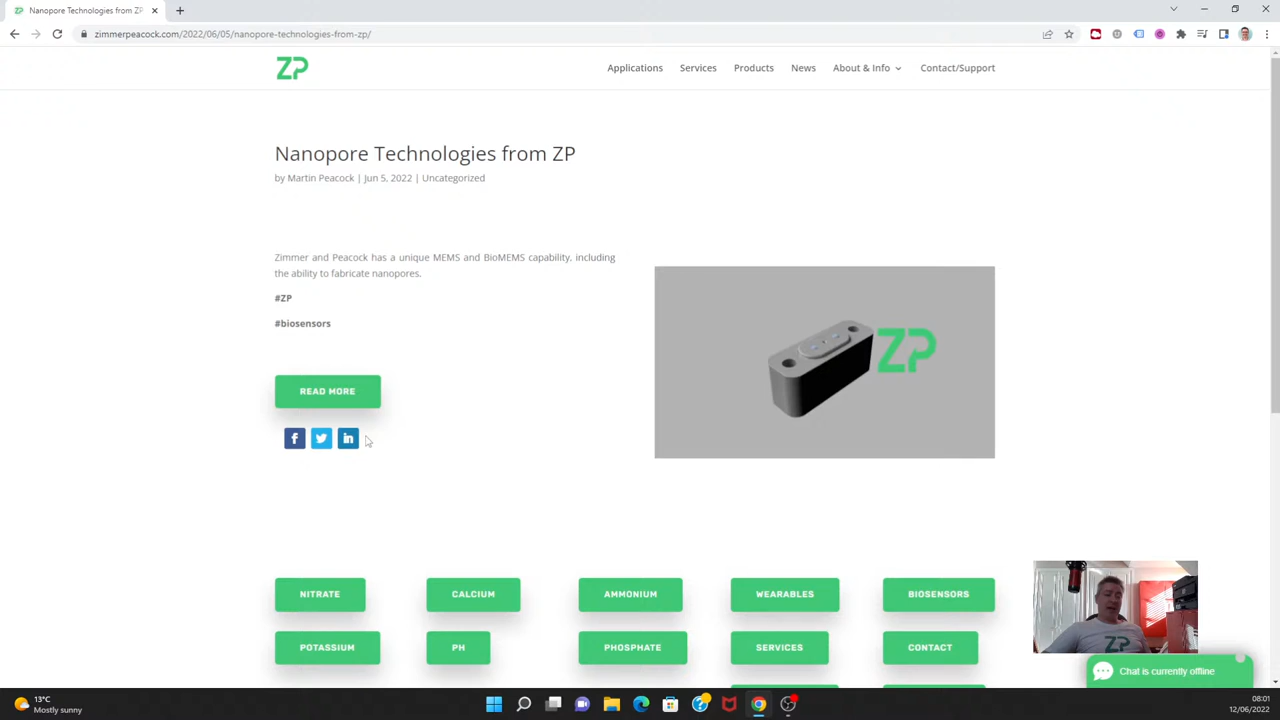 Nanopore Technologies from ZP
zimmerpeacock.com/2022/06/05/nanopore-technologies-from-zp/
ZP
Applications
Services
Products
News
About & Info
Contact/Support
Nanopore Technologies from ZP
by Martin Peacock | Jun 5, 2022 | Uncategorized
Zimmer and Peacock has a unique MEMS and BioMEMS capability, including
the ability to fabricate nanopores.
#ZP
#biosensors
READ MORE
ZP
NITRATE
CALCIUM
AMMONIUM
WEARABLES
BIOSENSORS
POTASSIUM
PH
PHOSPHATE
SERVICES
CONTACT
ZP
Chat is currently offline
13°C
Mostly sunny
08:01
12/06/2022